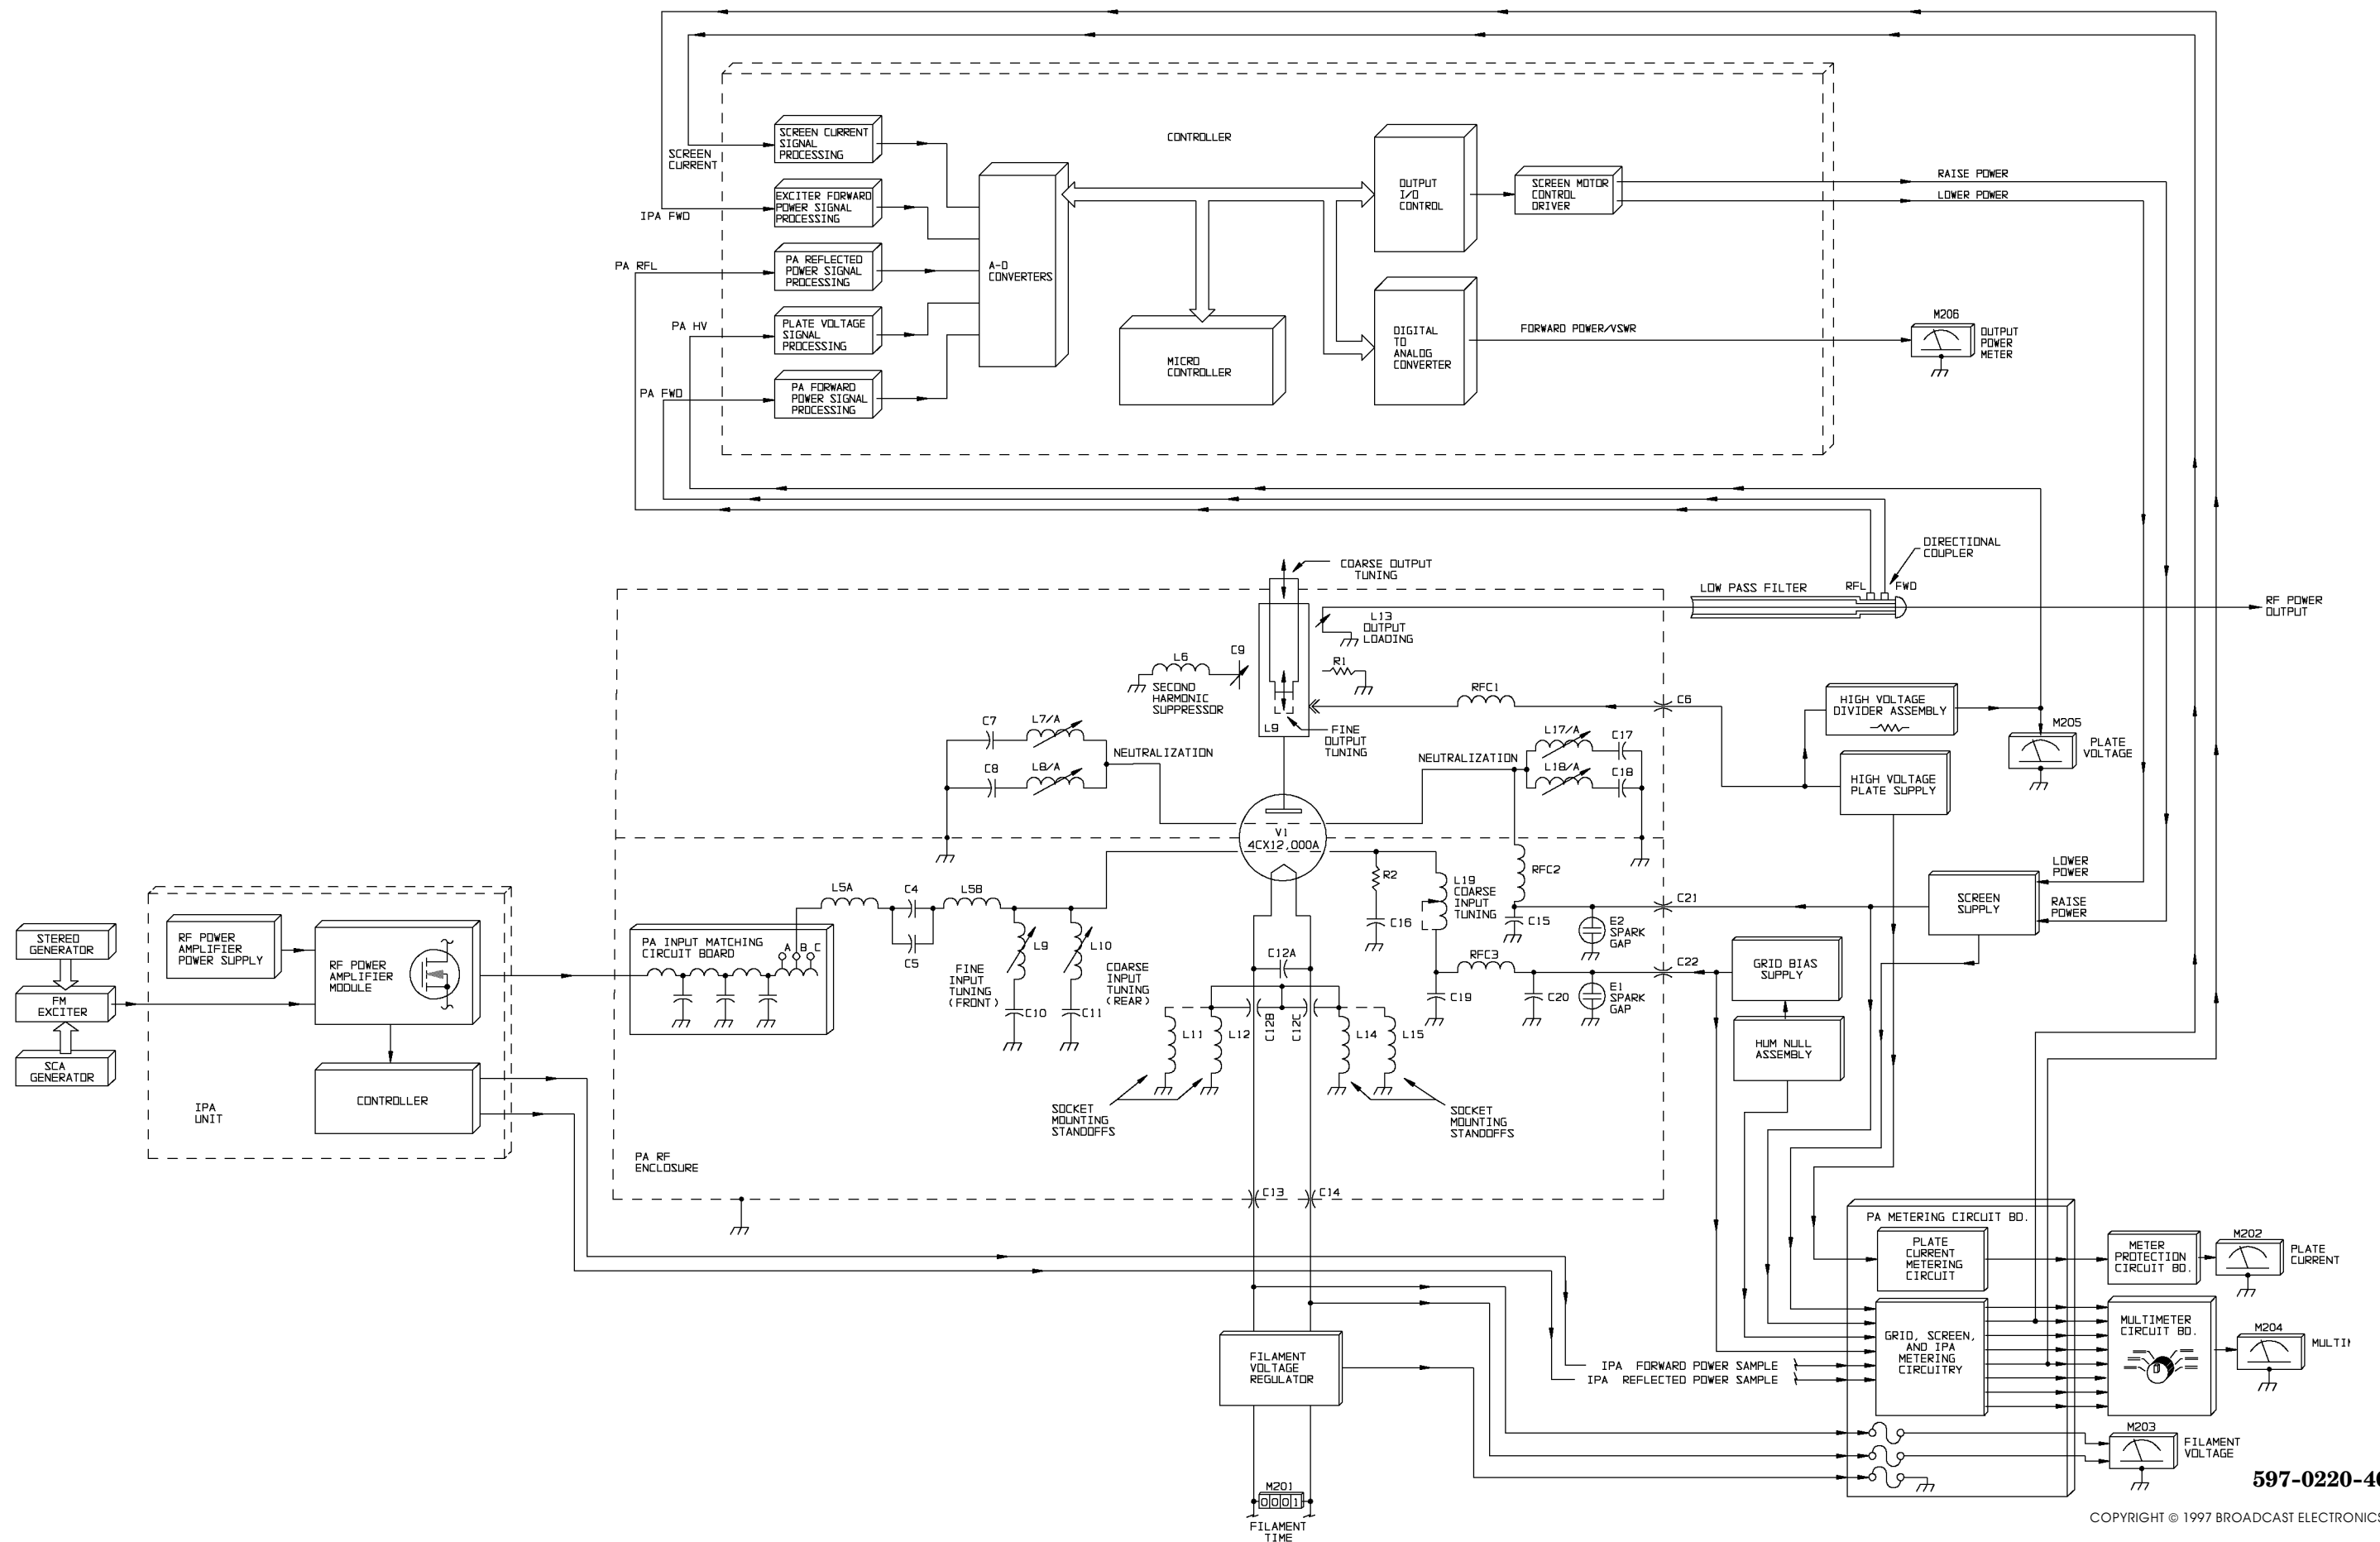 SCREEN CURRENT
SIGNAL
PROCESSING
CONTROLLER
SCREEN
CURRENT
EXCITER FORWARD
POWER SIGNAL
PROCESSING
IPA FWD
PA REFLECTED
POWER SIGNAL
PROCESSING
PA RFL
PLATE VOLTAGE
SIGNAL
PROCESSING
PA HV
PA FORWARD
POWER SIGNAL
PROCESSING
PA FWD
A-D
CONVERTERS
MICRO
CONTROLLER
OUTPUT
I/O
CONTROL
SCREEN MOTOR
CONTROL
DRIVER
RAISE POWER
LOWER POWER
DIGITAL
TO
ANALOG
CONVERTER
FORWARD POWER/VSWR
M206
OUTPUT
POWER
METER
DIRECTIONAL
COUPLER
COARSE OUTPUT
TUNING
LOW PASS FILTER
RFL
FWD
RF POWER
OUTPUT
L13
OUTPUT
LOADING
L6
C9
SECOND
HARMONIC
SUPPRESSOR
R1
RFC1
C6
L9
FINE
OUTPUT
TUNING
HIGH VOLTAGE
DIVIDER ASSEMBLY
M205
PLATE
VOLTAGE
HIGH VOLTAGE
PLATE SUPPLY
C7
L7/A
C8
L8/A
NEUTRALIZATION
NEUTRALIZATION
L17/A
C17
L18/A
C18
V1
4CX12,000A
RFC2
R2
L19
COARSE
INPUT
TUNING
C16
C15
E2
SPARK
GAP
C21
LOWER
POWER
SCREEN
SUPPLY
RAISE
POWER
STEREO
GENERATOR
FM
EXCITER
SCA
GENERATOR
RF POWER
AMPLIFIER
POWER SUPPLY
RF POWER
AMPLIFIER
MODULE
CONTROLLER
IPA
UNIT
PA INPUT MATCHING
CIRCUIT BOARD
A B C
L5A
C4
L5B
C5
L9
L10
FINE
INPUT
TUNING
(FRONT)
COARSE
INPUT
TUNING
(REAR)
C10
C11
C12A
C12B
C12C
L11
L12
L14
L15
RFC3
C19
C20
E1
SPARK
GAP
C22
GRID BIAS
SUPPLY
HUM NULL
ASSEMBLY
SOCKET
MOUNTING
STANDOFFS
SOCKET
MOUNTING
STANDOFFS
PA RF
ENCLOSURE
C13
C14
PA METERING CIRCUIT BD.
PLATE
CURRENT
METERING
CIRCUIT
METER
PROTECTION
CIRCUIT BD.
M202
PLATE
CURRENT
GRID, SCREEN,
AND IPA
METERING
CIRCUITRY
MULTIMETER
CIRCUIT BD.
M204
FILAMENT
VOLTAGE
REGULATOR
IPA FORWARD POWER SAMPLE
IPA REFLECTED POWER SAMPLE
M203
FILAMENT
VOLTAGE
M201
0001
FILAMENT
TIME
COPYRIGHT © 1997 BROADCAST ELECTRONICS